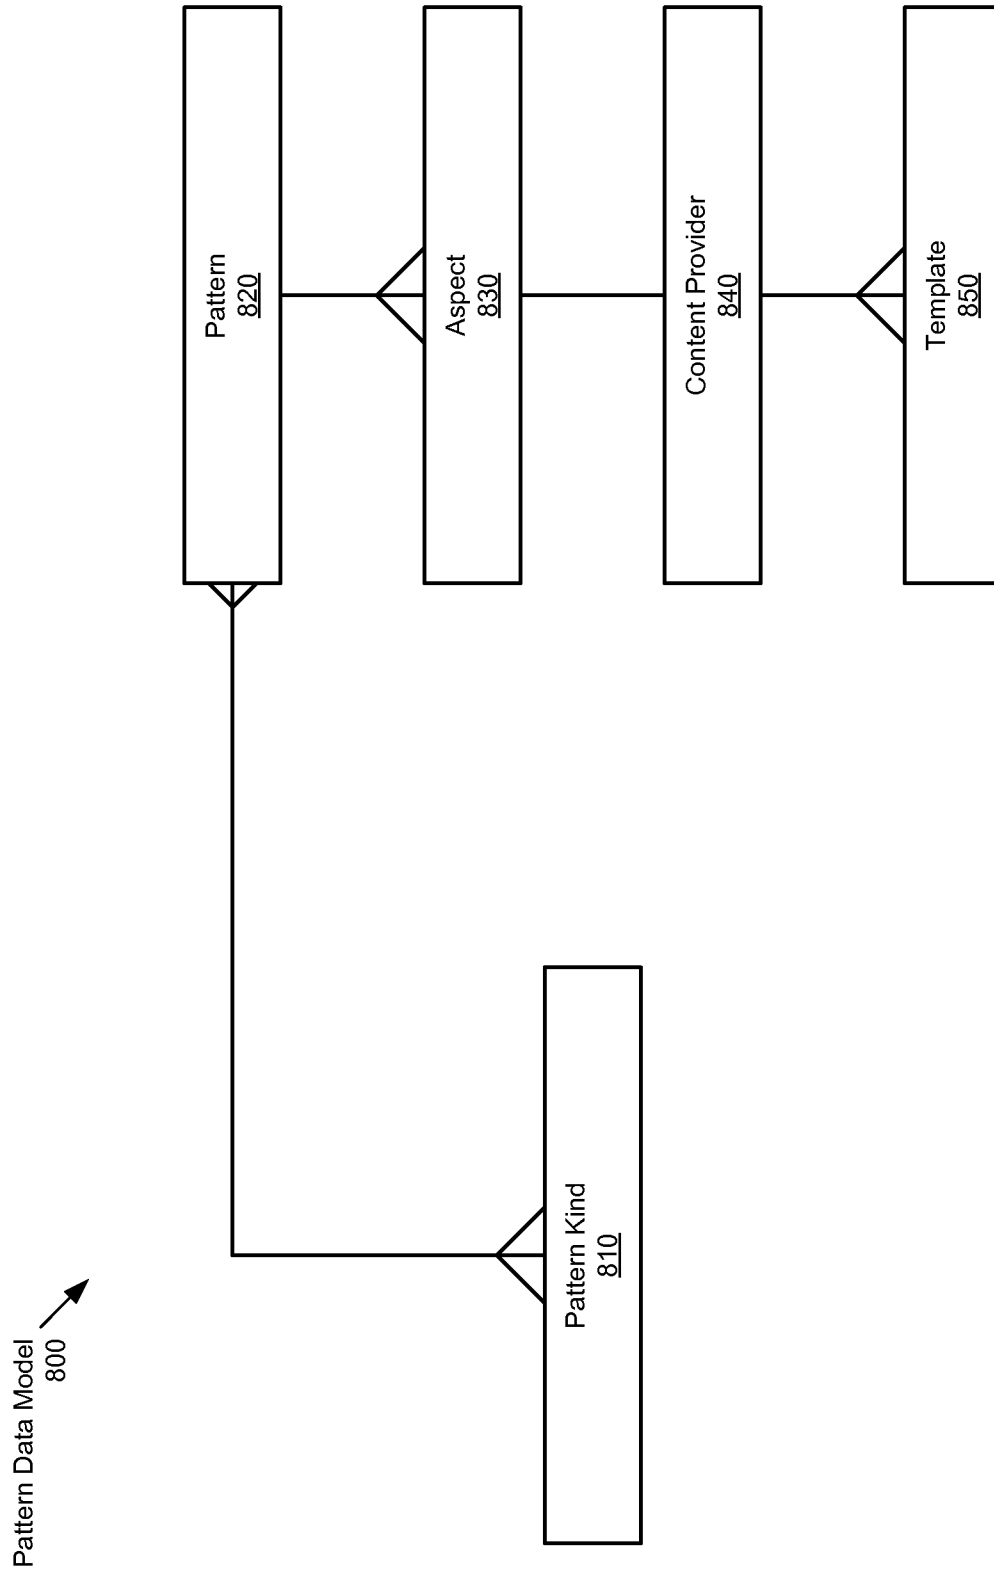 Pattern Data Model
800
Pattern
820
Aspect
830
Content Provider
840
Template
850
Pattern Kind
810